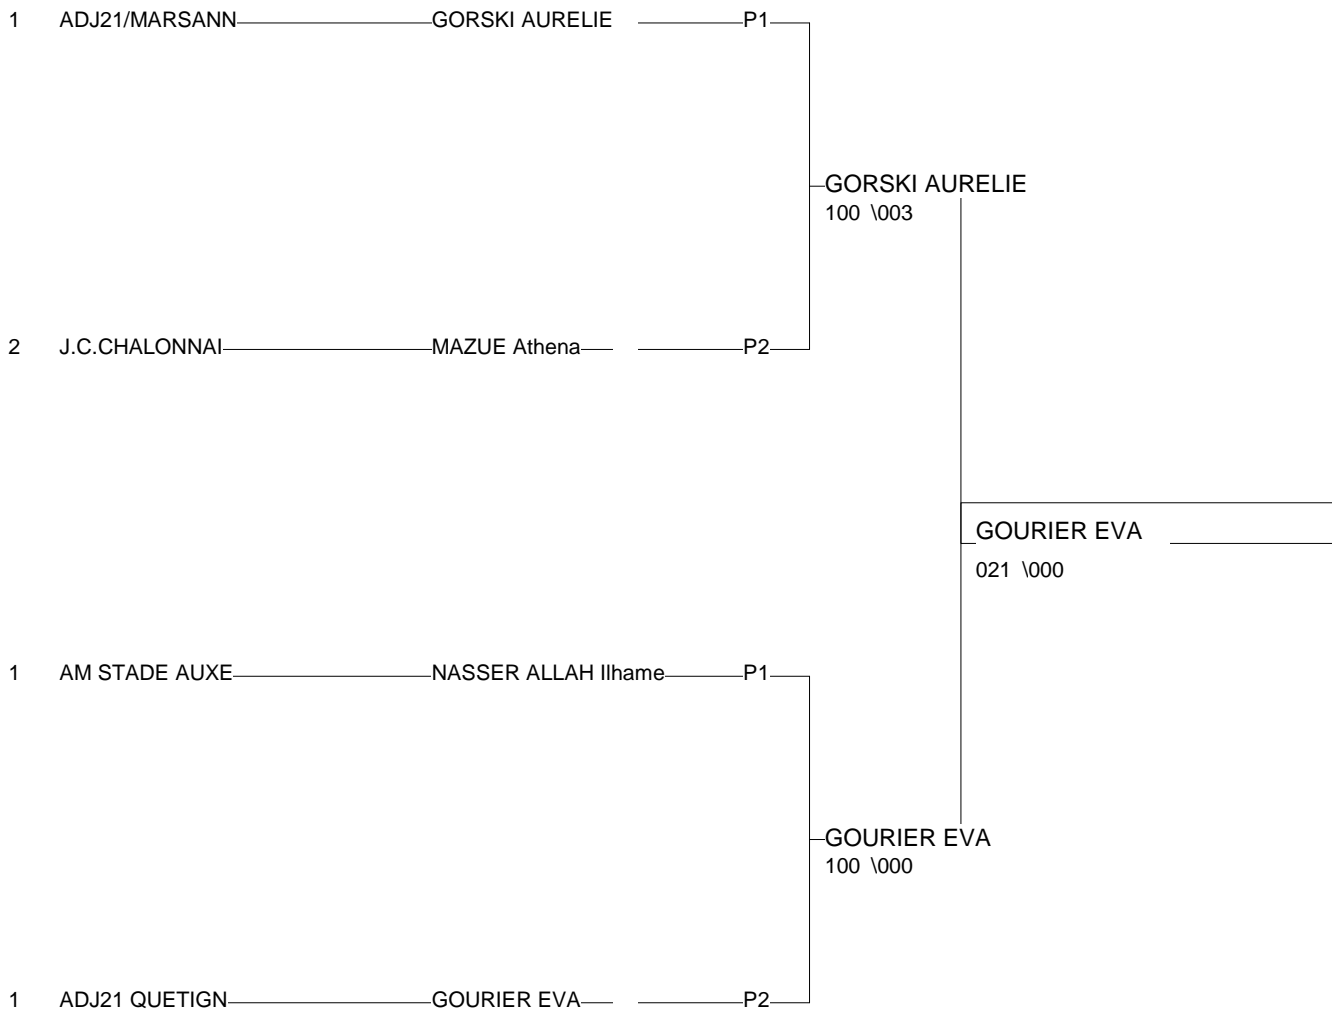 1 ADJ21/MARSANN GORSKI AURELIE P1
GORSKI AURELIE
100 \003
2 J.C.CHALONNAI MAZUE Athena P2
GOURIER EVA
021 \000
1 AM STADE AUXE NASSER ALLAH Ilhame P1
GOURIER EVA
100 \000
1 ADJ21 QUETIGN GOURIER EVA P2